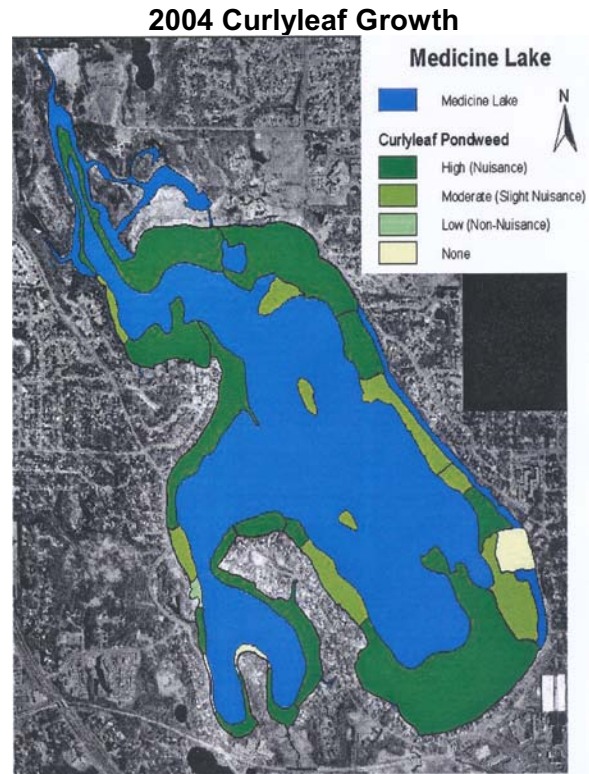 2004 Curlyleaf Growth
Medicine Lake
Medicine Lake
N
Curlyleaf Pondweed
High (Nuisance)
Moderate (Slight Nuisance)
Low (Non-Nuisance)
None